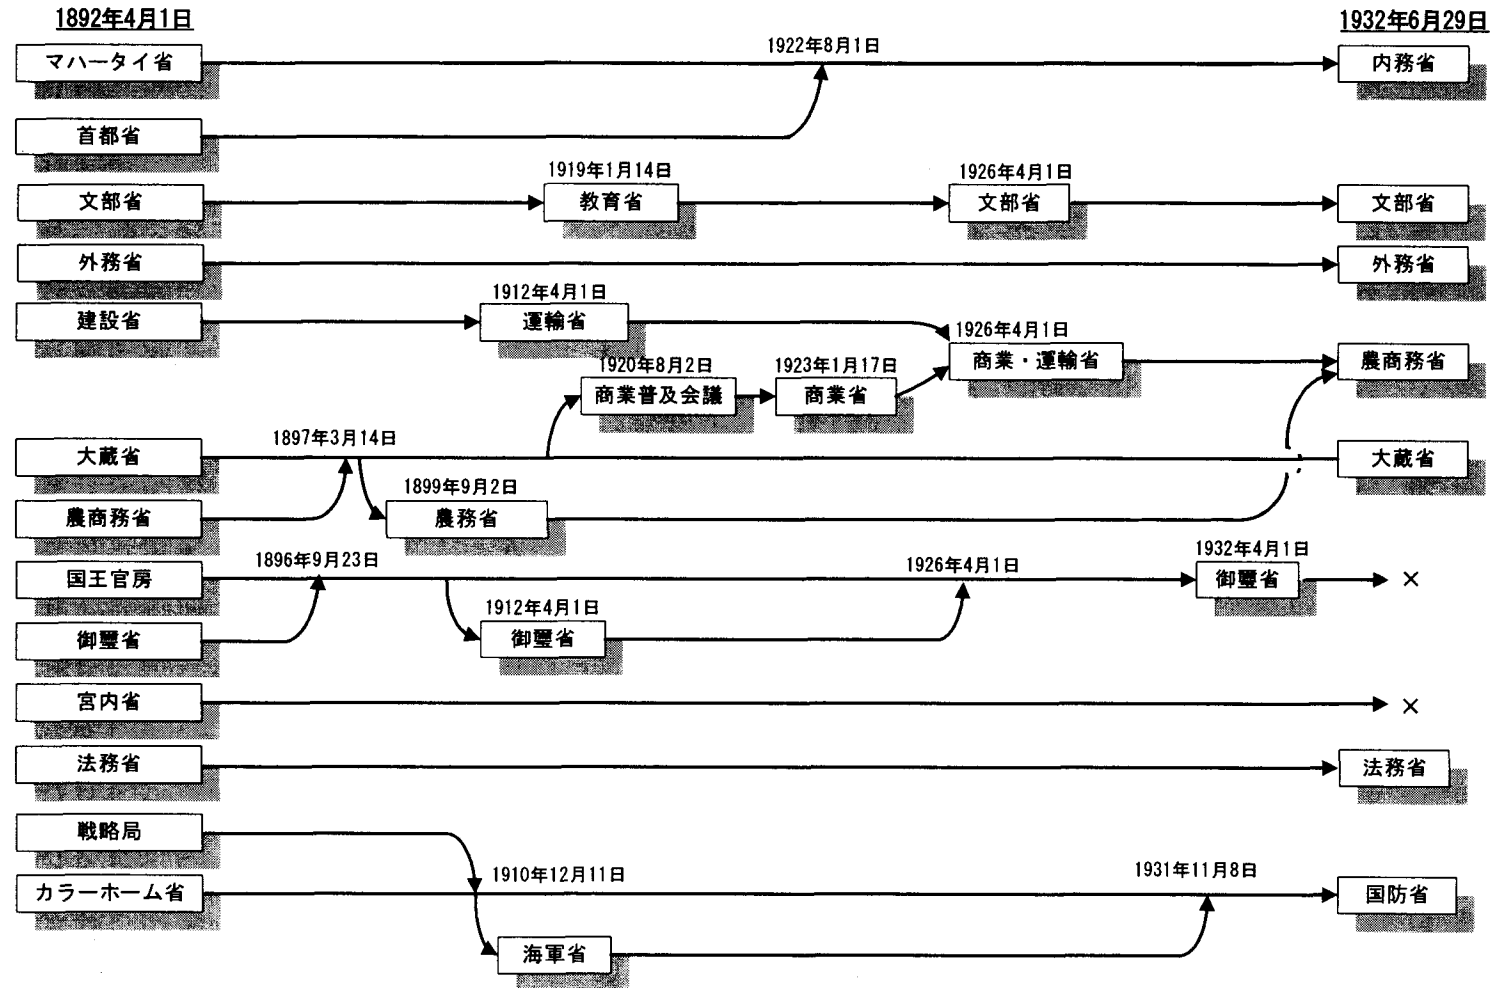 1892年4月1日
1932年6月29日
1922年8月1日
マハータイ省
内務省
首都省
1919年1月14日
1926年4月1日
文部省
教育省
文部省
文部省
外務省
外務省
1912年4月1日
建設省
運輸省
1926年4月1日
商業・運輸省
農商務省
1920年8月2日
1923年1月17日
商業普及会議
商業省
1897年3月14日
大蔵省
大蔵省
1899年9月2日
農商務省
農務省
1896年9月23日
1926年4月1日
1932年4月1日
国王官房
御璽省
×
1912年4月1日
御璽省
御璽省
宮内省
×
法務省
法務省
戦略局
1910年12月11日
1931年11月8日
カラーホーム省
国防省
海軍省